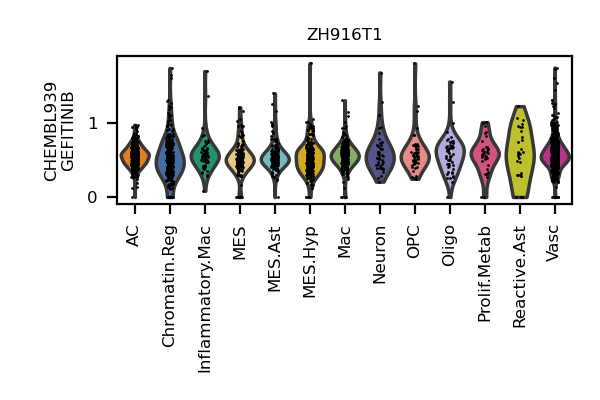 ZH916T1
CHEMBL939
GEFITINIB
1
0
AC
Chromatin.Reg
Inflammatory.Mac
MES
MES.Ast
MES.Hyp
Mac
Neuron
OPC
Oligo
Prolif.Metab
Reactive.Ast
Vasc